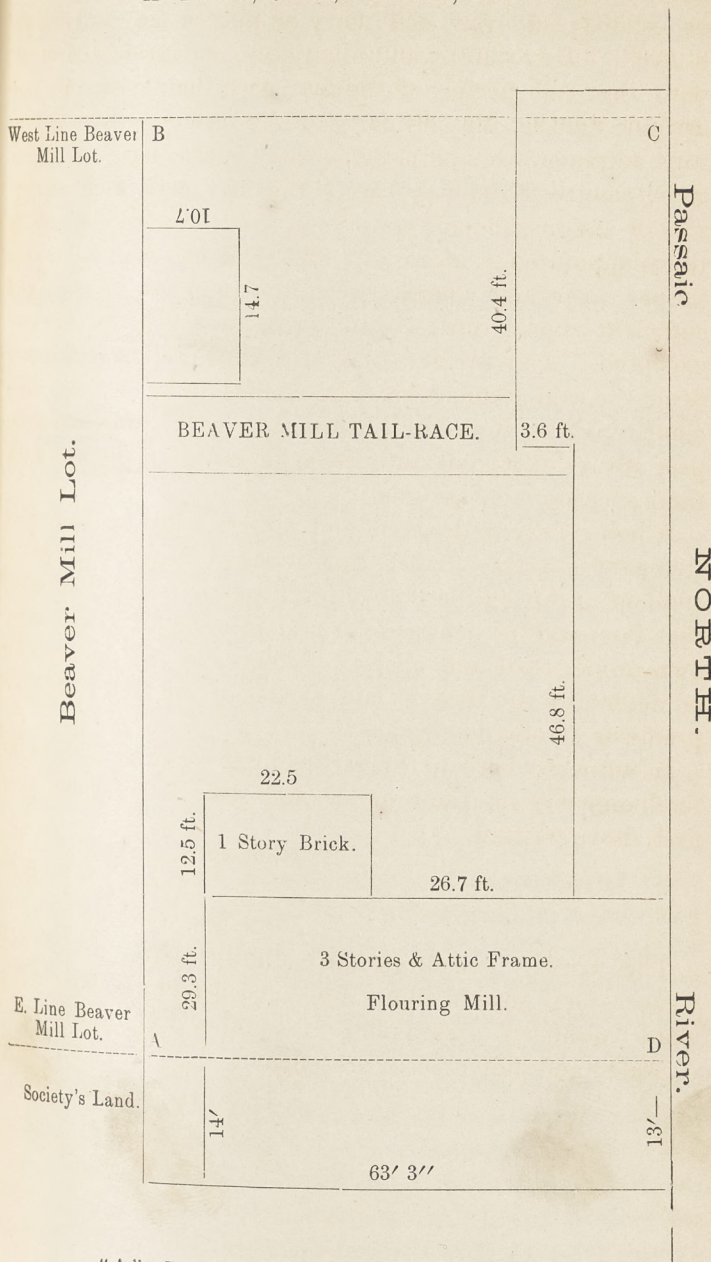 West Line Beaver
Mill Lot.
B
C
10.7
14.7
40.4 ft.
Passaic
BEAVER MILL TAIL-RACE.
3.6 ft.
Beaver Mill Lot.
NORTH.
46.8 ft.
22.5
12.5 ft.
1 Story Brick.
26.7 ft.
29.3 ft.
3 Stories & Attic Frame.
Flouring Mill.
E. Line Beaver
Mill Lot.
A
D
River.
Society's Land.
14′
13′—
63′ 3″